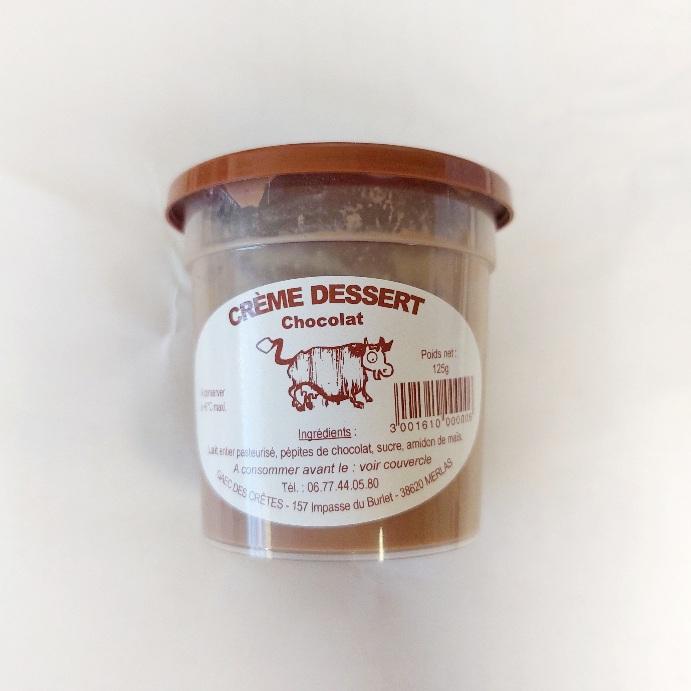 CRÈME DESSERT
Chocolat
Poids net :
125g
A conserver
à +6°C maxi.
Ingrédients :
Lait entier pasteurisé, pépites de chocolat, sucre, amidon de maïs.
A consommer avant le : voir couvercle
Tél. : 06.77.44.05.80
GAEC DES CRÊTES - 157 Impasse du Burlet - 38620 MERLAS